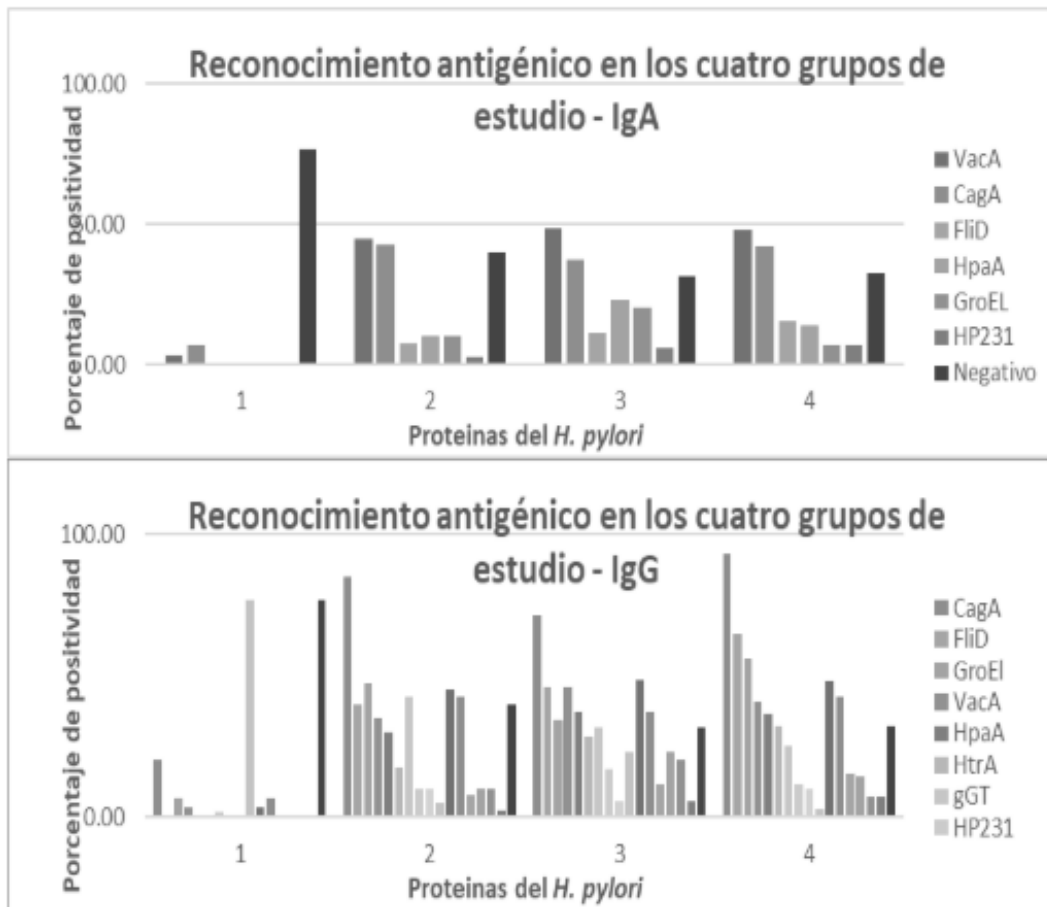 Reconocimiento antigénico en los cuatro grupos de
estudio - IgA
Porcentaje de positividad
100.00
50.00
0.00
1
2
3
4
Proteinas del H. pylori
VacA
CagA
FliD
HpaA
GroEL
HP231
Negativo
Reconocimiento antigénico en los cuatro grupos de
estudio - IgG
Porcentaje de positividad
100.00
0.00
1
2
3
4
Proteinas del H. pylori
CagA
FliD
GroEl
VacA
HpaA
HtrA
gGT
HP231